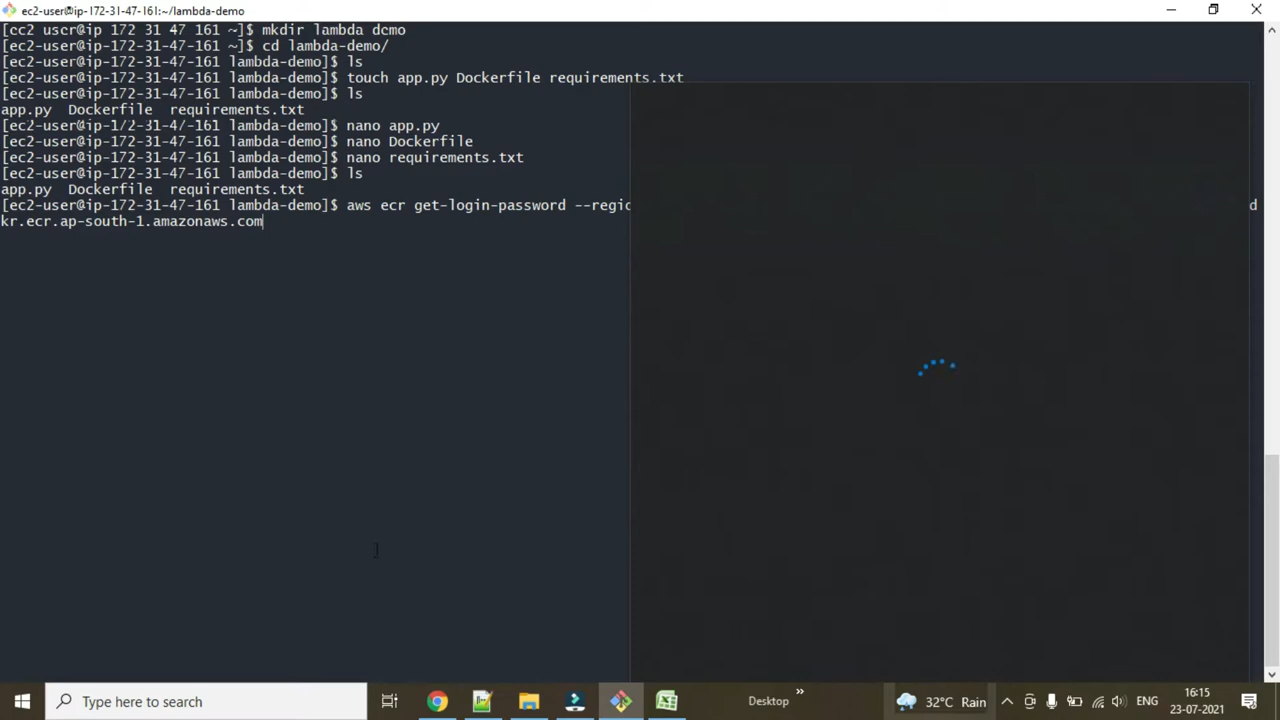 ec2-user@ip-172-31-47-161:~/lambda-demo
[ec2 user@ip 172 31 47 161 ~]$ mkdir lambda demo
[ec2-user@ip-172-31-47-161 ~]$ cd lambda-demo/
[ec2-user@ip-172-31-47-161 lambda-demo]$ ls
[ec2-user@ip-172-31-47-161 lambda-demo]$ touch app.py Dockerfile requirements.txt
[ec2-user@ip-172-31-47-161 lambda-demo]$ ls
app.py  Dockerfile  requirements.txt
[ec2-user@ip-172-31-47-161 lambda-demo]$ nano app.py
[ec2-user@ip-172-31-47-161 lambda-demo]$ nano Dockerfile
[ec2-user@ip-172-31-47-161 lambda-demo]$ nano requirements.txt
[ec2-user@ip-172-31-47-161 lambda-demo]$ ls
app.py  Dockerfile  requirements.txt
[ec2-user@ip-172-31-47-161 lambda-demo]$ aws ecr get-login-password --regio d
kr.ecr.ap-south-1.amazonaws.com
Type here to search
Desktop
32°C Rain
ENG
16:15
23-07-2021